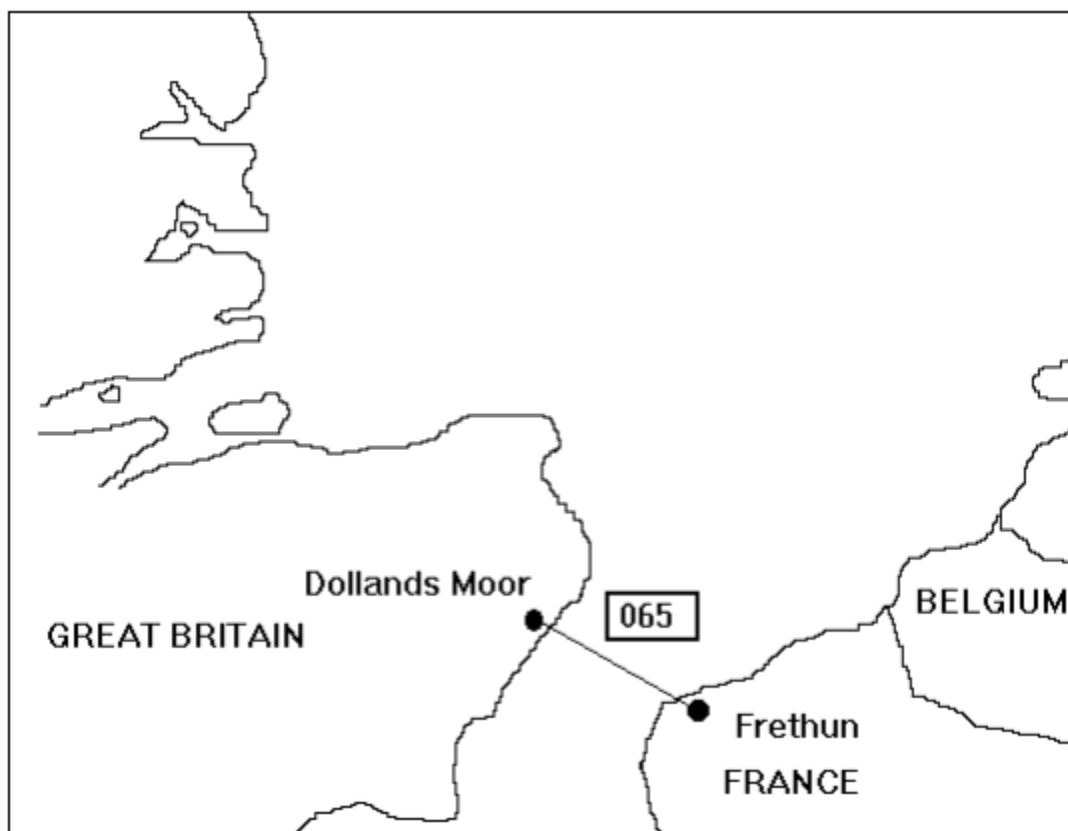 Dollands Moor
065
BELGIUM
GREAT BRITAIN
Frethun
FRANCE